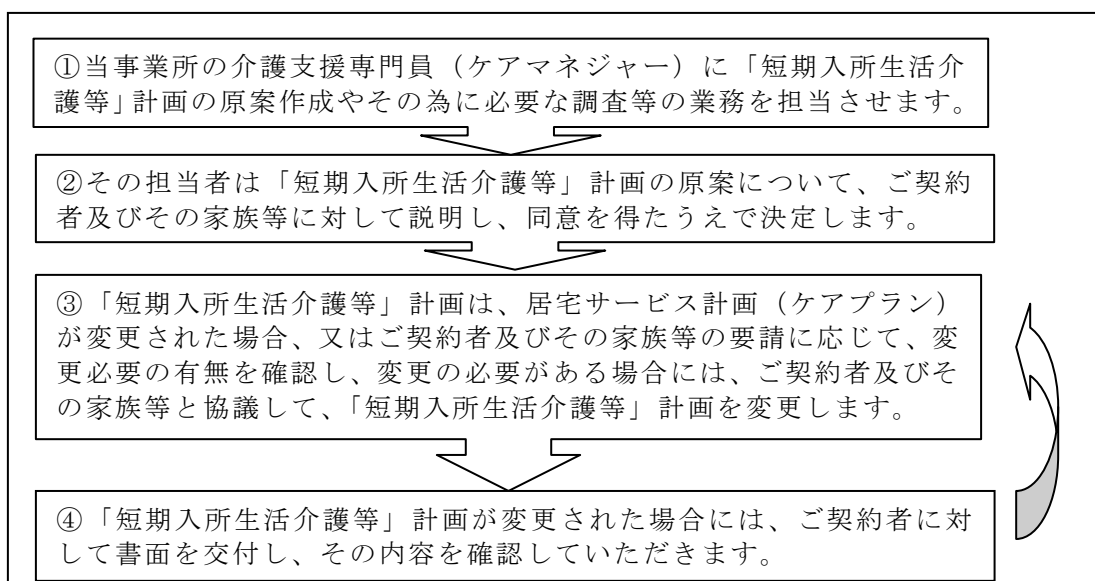 ①当事業所の介護支援専門員（ケアマネジャー）に「短期入所生活介
護等」計画の原案作成やその為に必要な調査等の業務を担当させます。
②その担当者は「短期入所生活介護等」計画の原案について、ご契約
者及びその家族等に対して説明し、同意を得たうえで決定します。
③「短期入所生活介護等」計画は、居宅サービス計画（ケアプラン）
が変更された場合、又はご契約者及びその家族等の要請に応じて、変
更必要の有無を確認し、変更の必要がある場合には、ご契約者及びそ
の家族等と協議して、「短期入所生活介護等」計画を変更します。
④「短期入所生活介護等」計画が変更された場合には、ご契約者に対
して書面を交付し、その内容を確認していただきます。